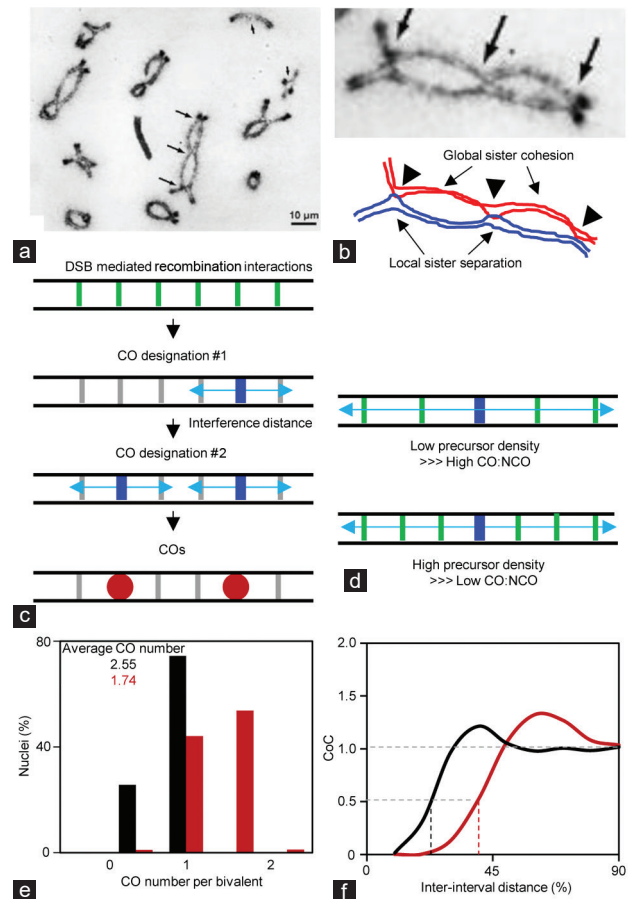 10 µm
a
Global sister cohesion
Local sister separation
b
DSB mediated recombination interactions
CO designation #1
Interference distance
CO designation #2
COs
c
Low precursor density
>>> High CO:NCO
High precursor density
>>> Low CO:NCO
d
80
40
0
Nuclei (%)
Average CO number
2.55
1.74
0 1 2
CO number per bivalent
e
2.0
1.5
1.0
0.5
0
CoC
0 45 90
Inter-interval distance (%)
f